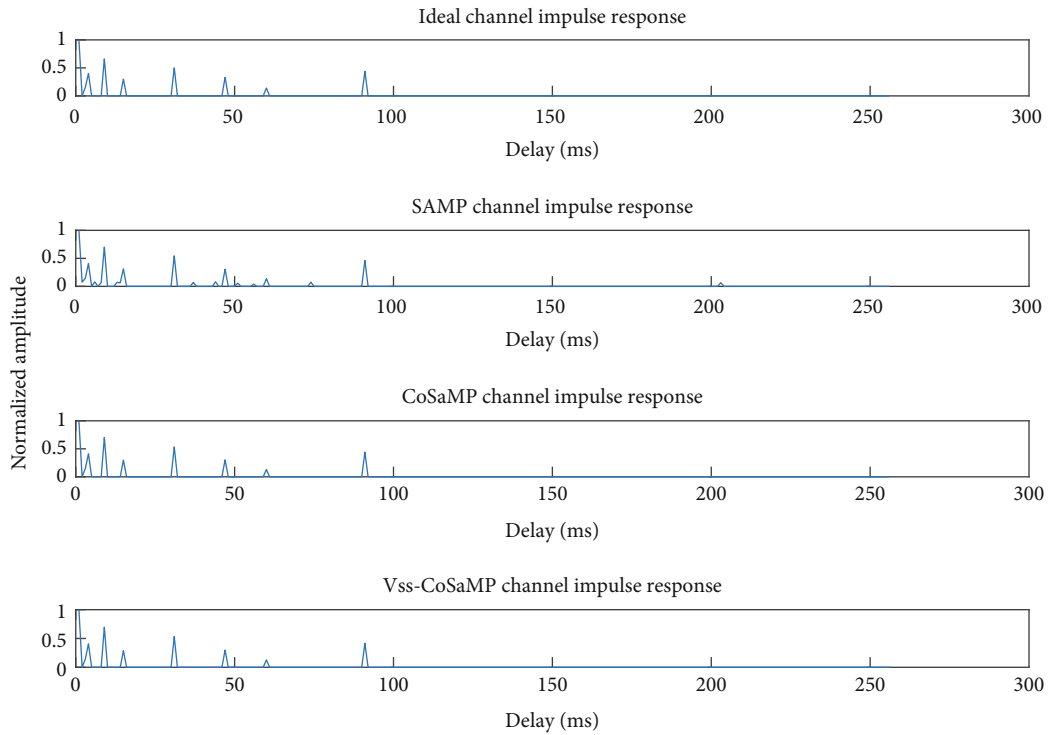 Ideal channel impulse response
1
0.5
0
0 50 100 150 200 250 300
Delay (ms)
SAMP channel impulse response
1
0.5
0
0 50 100 150 200 250 300
Delay (ms)
Normalized amplitude
CoSaMP channel impulse response
1
0.5
0
0 50 100 150 200 250 300
Delay (ms)
Vss-CoSaMP channel impulse response
1
0.5
0
0 50 100 150 200 250 300
Delay (ms)